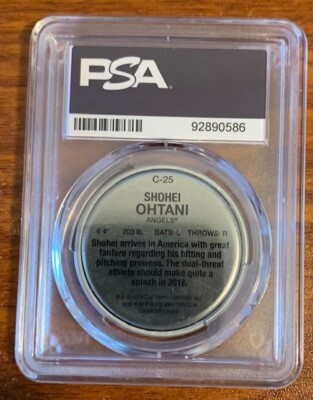 PSA
92890586
C-25
SHOHEI
OHTANI
ANGELS®
6'4" 203 lb. BATS: L THROWS: R
Shohei arrives in America with great
fanfare regarding his hitting and
pitching prowess. The dual-threat
athlete should make quite a
splash in 2018.